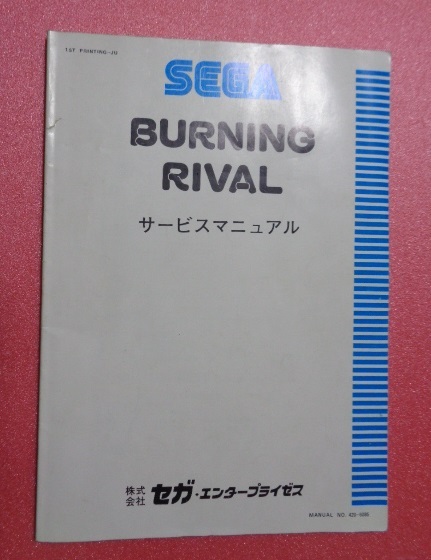 1ST PRINTING-JU
SEGA
BURNING
RIVAL
サービスマニュアル
株式会社 セガ・エンタープライゼス
MANUAL NO. 420-